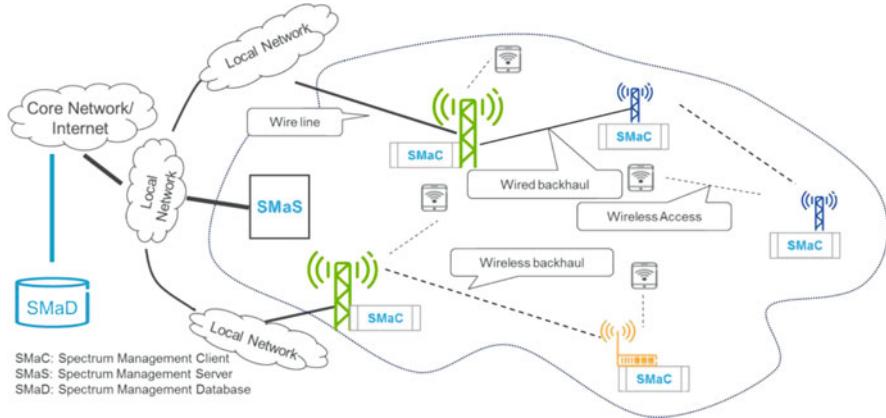 Local Network
Core Network/
Internet
Wire line
SMaC
SMaC
Local
Network
SMaS
Wired backhaul
Wireless Access
SMaC
Wireless backhaul
SMaD
SMaC
Local Network
SMaC
SMaC: Spectrum Management Client
SMaS: Spectrum Management Server
SMaD: Spectrum Management Database